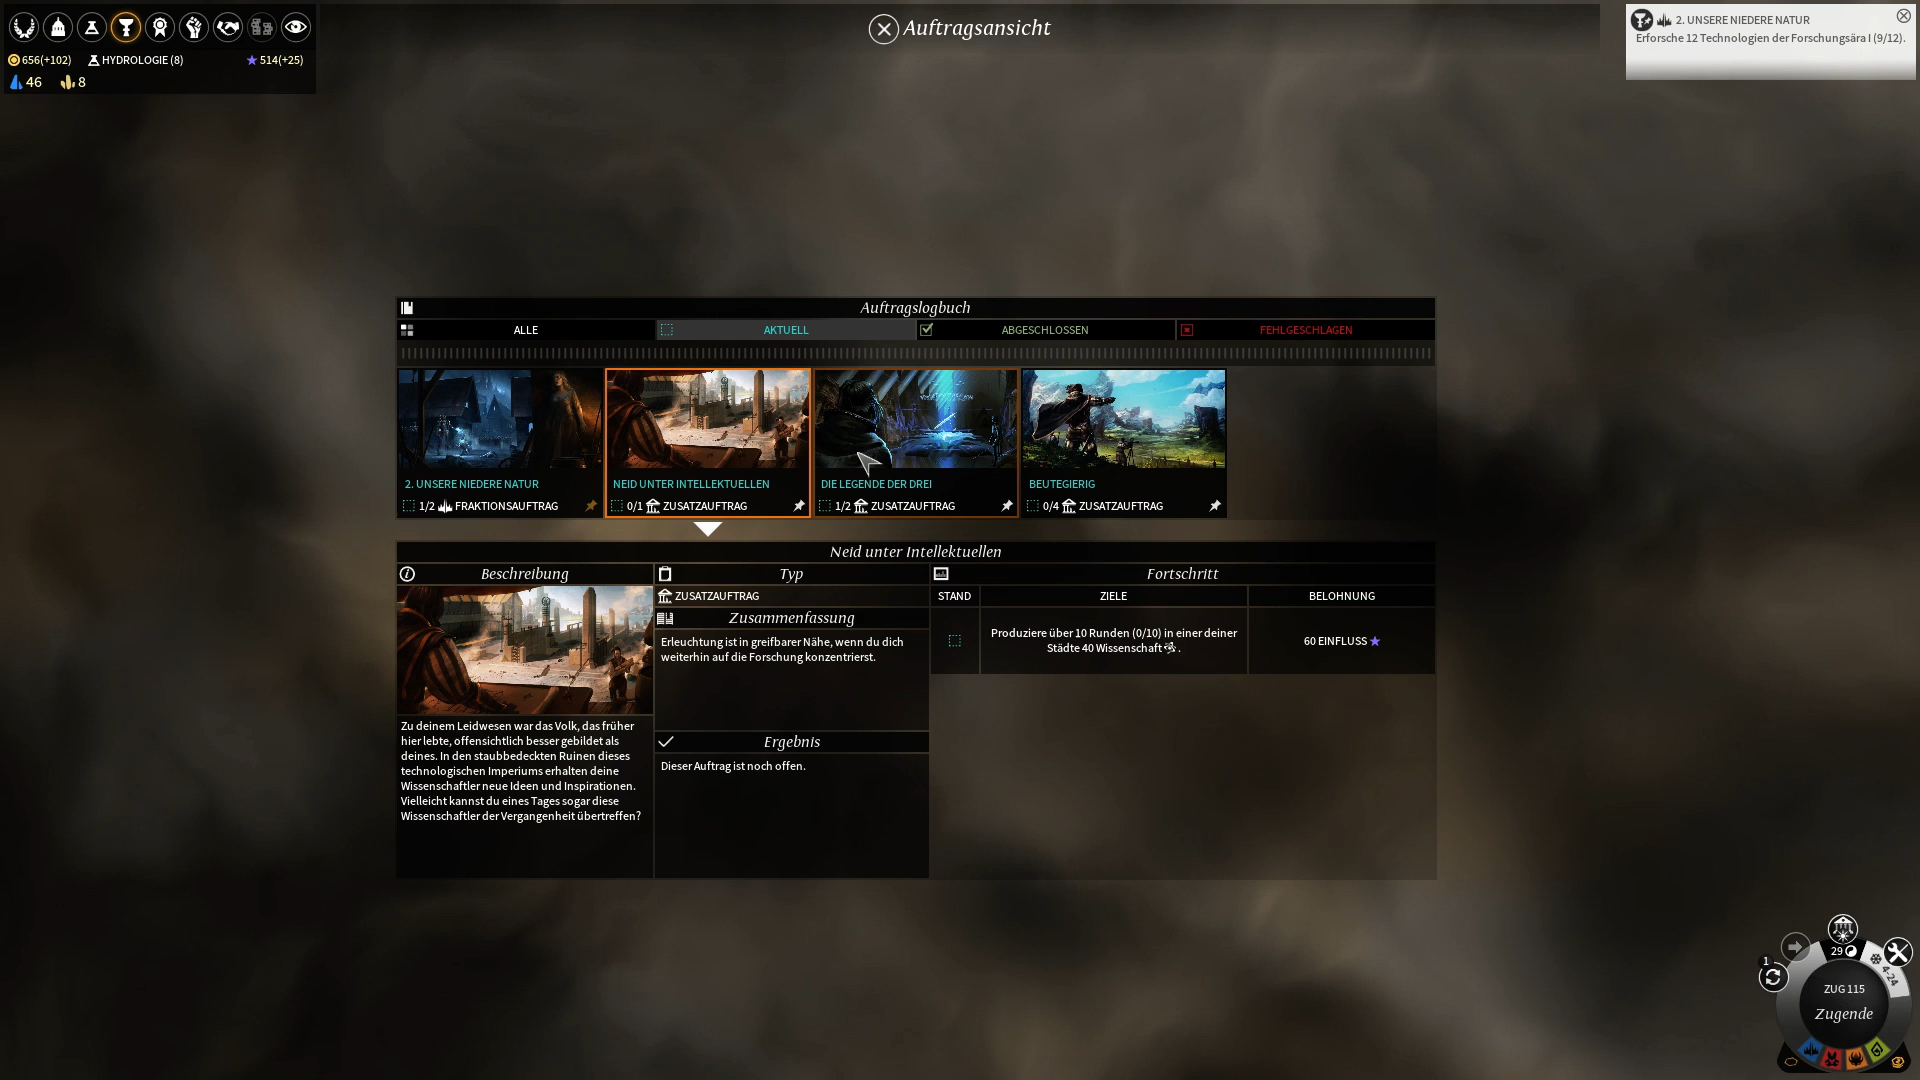 Auftragsansicht
656(+102)
HYDROLOGIE (8)
514(+25)
46
8
2. UNSERE NIEDERE NATUR
Erforsche 12 Technologien der Forschungsära I (9/12).
Auftragslogbuch
ALLE
AKTUELL
ABGESCHLOSSEN
FEHLGESCHLAGEN
2. UNSERE NIEDERE NATUR
1/2 FRAKTIONSAUFTRAG
NEID UNTER INTELLEKTUELLEN
0/1 ZUSATZAUFTRAG
DIE LEGENDE DER DREI
1/2 ZUSATZAUFTRAG
BEUTEGIERIG
0/4 ZUSATZAUFTRAG
Neid unter Intellektuellen
Beschreibung
Zu deinem Leidwesen war das Volk, das früher
hier lebte, offensichtlich besser gebildet als
deines. In den staubbedeckten Ruinen dieses
technologischen Imperiums erhalten deine
Wissenschaftler neue Ideen und Inspirationen.
Vielleicht kannst du eines Tages sogar diese
Wissenschaftler der Vergangenheit übertreffen?
Typ
ZUSATZAUFTRAG
Zusammenfassung
Erleuchtung ist in greifbarer Nähe, wenn du dich
weiterhin auf die Forschung konzentrierst.
Ergebnis
Dieser Auftrag ist noch offen.
Fortschritt
STAND
ZIELE
BELOHNUNG
Produziere über 10 Runden (0/10) in einer deiner
Städte 40 Wissenschaft .
60 EINFLUSS
29
1
4-24
ZUG 115
Zugende